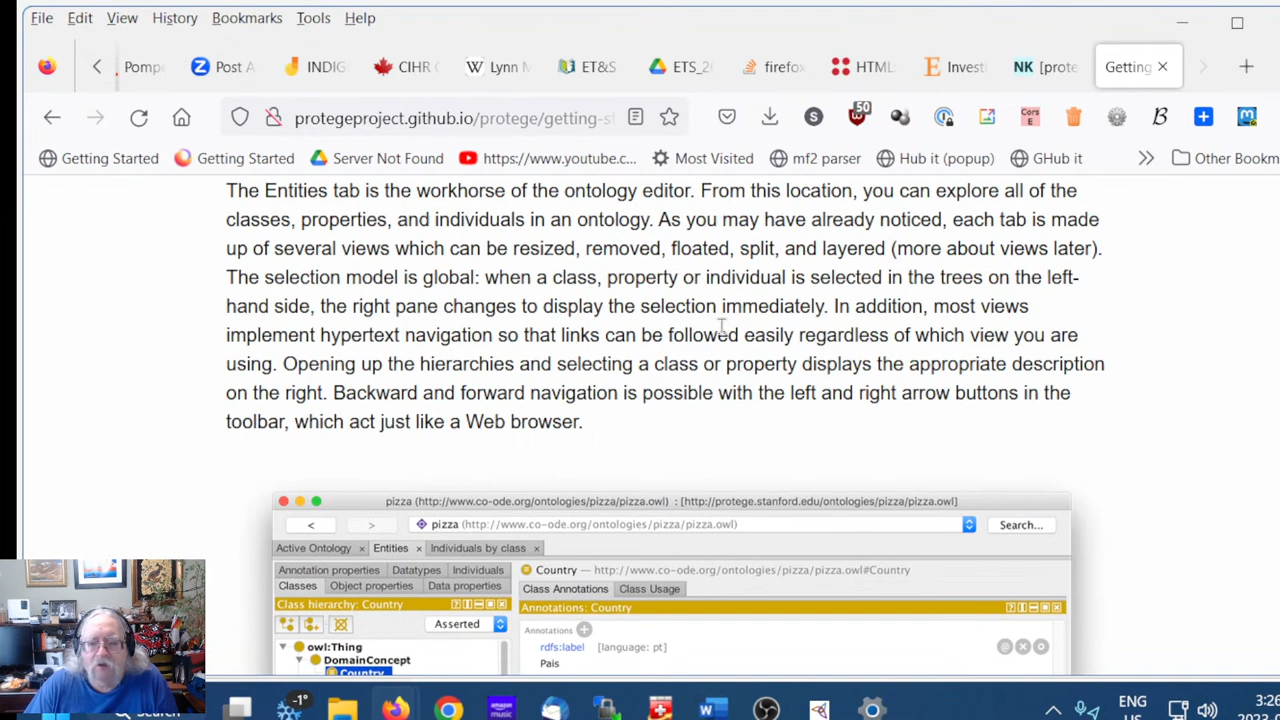 File Edit View History Bookmarks Tools Help
Pomp Post A INDIG CIHR Lynn M ET&S ETS_2 firefo HTML Investi NK [prote Getting
protegeproject.github.io/protege/getting-s 50 S Cors E B
Getting Started Getting Started Server Not Found https://www.youtube.c... Most Visited mf2 parser Hub it (popup) GHub it Other Bookm
The Entities tab is the workhorse of the ontology editor. From this location, you can explore all of the
classes, properties, and individuals in an ontology. As you may have already noticed, each tab is made
up of several views which can be resized, removed, floated, split, and layered (more about views later).
The selection model is global: when a class, property or individual is selected in the trees on the left-
hand side, the right pane changes to display the selection immediately. In addition, most views
implement hypertext navigation so that links can be followed easily regardless of which view you are
using. Opening up the hierarchies and selecting a class or property displays the appropriate description
on the right. Backward and forward navigation is possible with the left and right arrow buttons in the
toolbar, which act just like a Web browser.
pizza (http://www.co-ode.org/ontologies/pizza/pizza.owl) : [http://protege.stanford.edu/ontologies/pizza/pizza.owl]
< > pizza (http://www.co-ode.org/ontologies/pizza/pizza.owl) Search...
Active Ontology × Entities × Individuals by class ×
Annotation properties Datatypes Individuals
Classes Object properties Data properties
Country — http://www.co-ode.org/ontologies/pizza/pizza.owl#Country
Class Annotations Class Usage
Class hierarchy: Country
Annotations: Country
Asserted
Annotations
owl:Thing
rdfs:label [language: pt]
DomainConcept
Pais
Country
Search -1° amazon music ENG US 3:26